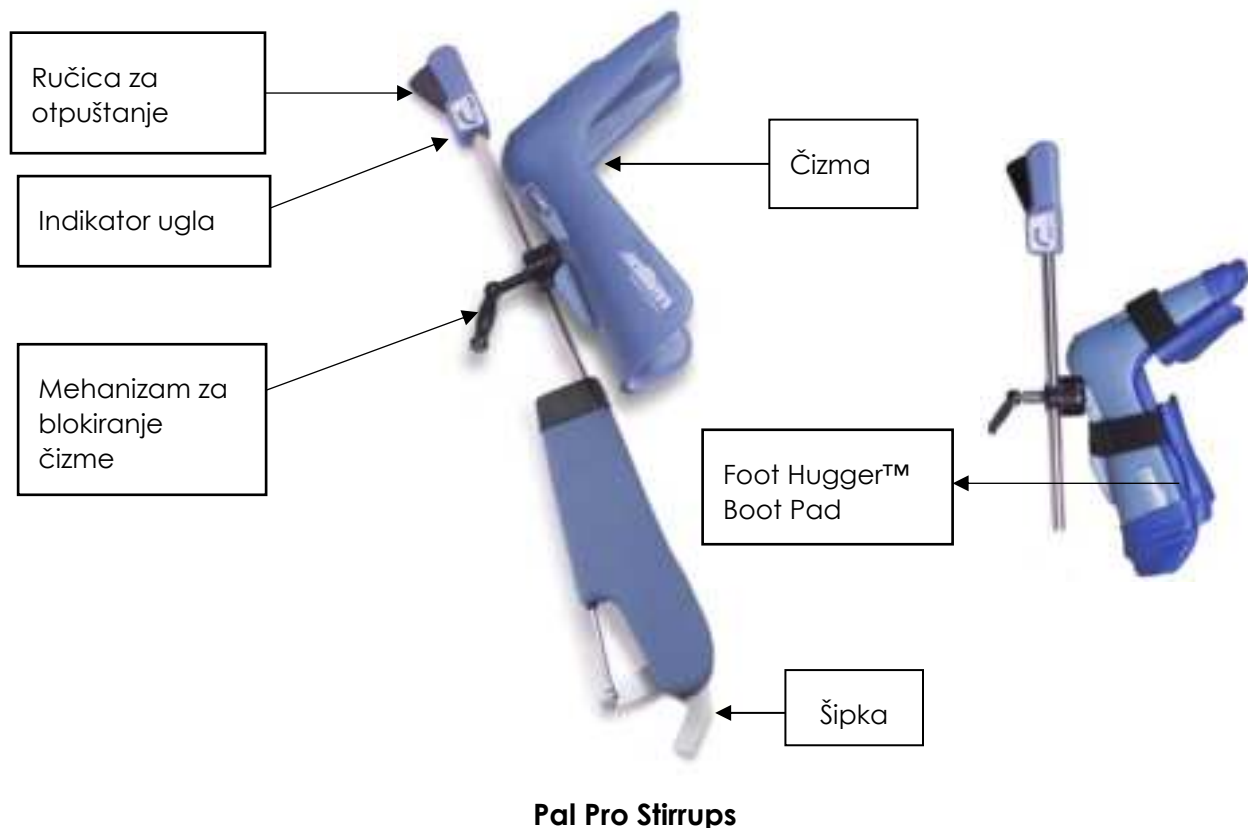 Ručica za
otpuštanje
Indikator ugla
Mehanizam za
blokiranje
čizme
Čizma
Foot Hugger™
Boot Pad
Šipka
Pal Pro Stirrups